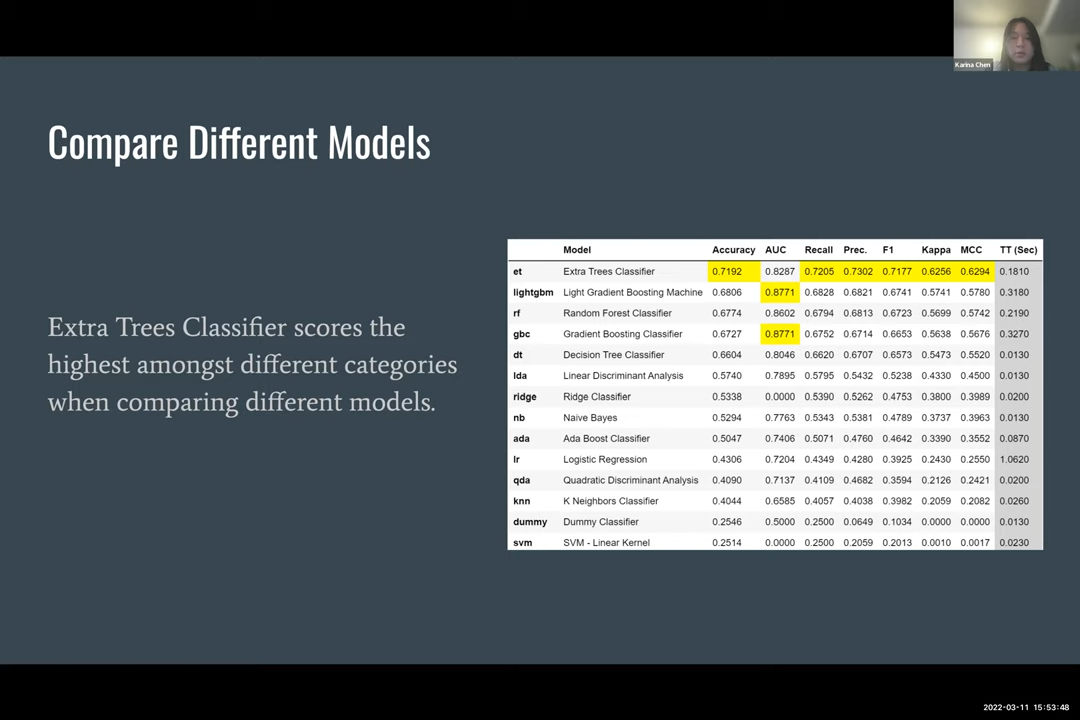 Karina Chen
Compare Different Models
Extra Trees Classifier scores the
highest amongst different categories
when comparing different models.
Model Accuracy AUC Recall Prec. F1 Kappa MCC TT (Sec)
et Extra Trees Classifier 0.7192 0.8287 0.7205 0.7302 0.7177 0.6256 0.6294 0.1810
lightgbm Light Gradient Boosting Machine 0.6806 0.8771 0.6828 0.6821 0.6741 0.5741 0.5780 0.3180
rf Random Forest Classifier 0.6774 0.8602 0.6794 0.6813 0.6723 0.5699 0.5742 0.2190
gbc Gradient Boosting Classifier 0.6727 0.8771 0.6752 0.6714 0.6653 0.5638 0.5676 0.3270
dt Decision Tree Classifier 0.6604 0.8046 0.6620 0.6707 0.6573 0.5473 0.5520 0.0130
lda Linear Discriminant Analysis 0.5740 0.7895 0.5795 0.5432 0.5238 0.4330 0.4500 0.0130
ridge Ridge Classifier 0.5338 0.0000 0.5390 0.5262 0.4753 0.3800 0.3989 0.0200
nb Naive Bayes 0.5294 0.7763 0.5343 0.5381 0.4789 0.3737 0.3963 0.0130
ada Ada Boost Classifier 0.5047 0.7406 0.5071 0.4760 0.4642 0.3390 0.3552 0.0870
lr Logistic Regression 0.4306 0.7204 0.4349 0.4280 0.3925 0.2430 0.2550 1.0620
qda Quadratic Discriminant Analysis 0.4090 0.7137 0.4109 0.4682 0.3594 0.2126 0.2421 0.0200
knn K Neighbors Classifier 0.4044 0.6585 0.4057 0.4038 0.3982 0.2059 0.2082 0.0260
dummy Dummy Classifier 0.2546 0.5000 0.2500 0.0649 0.1034 0.0000 0.0000 0.0130
svm SVM - Linear Kernel 0.2514 0.0000 0.2500 0.2059 0.2013 0.0010 0.0017 0.0230
2022-03-11 15:53:48